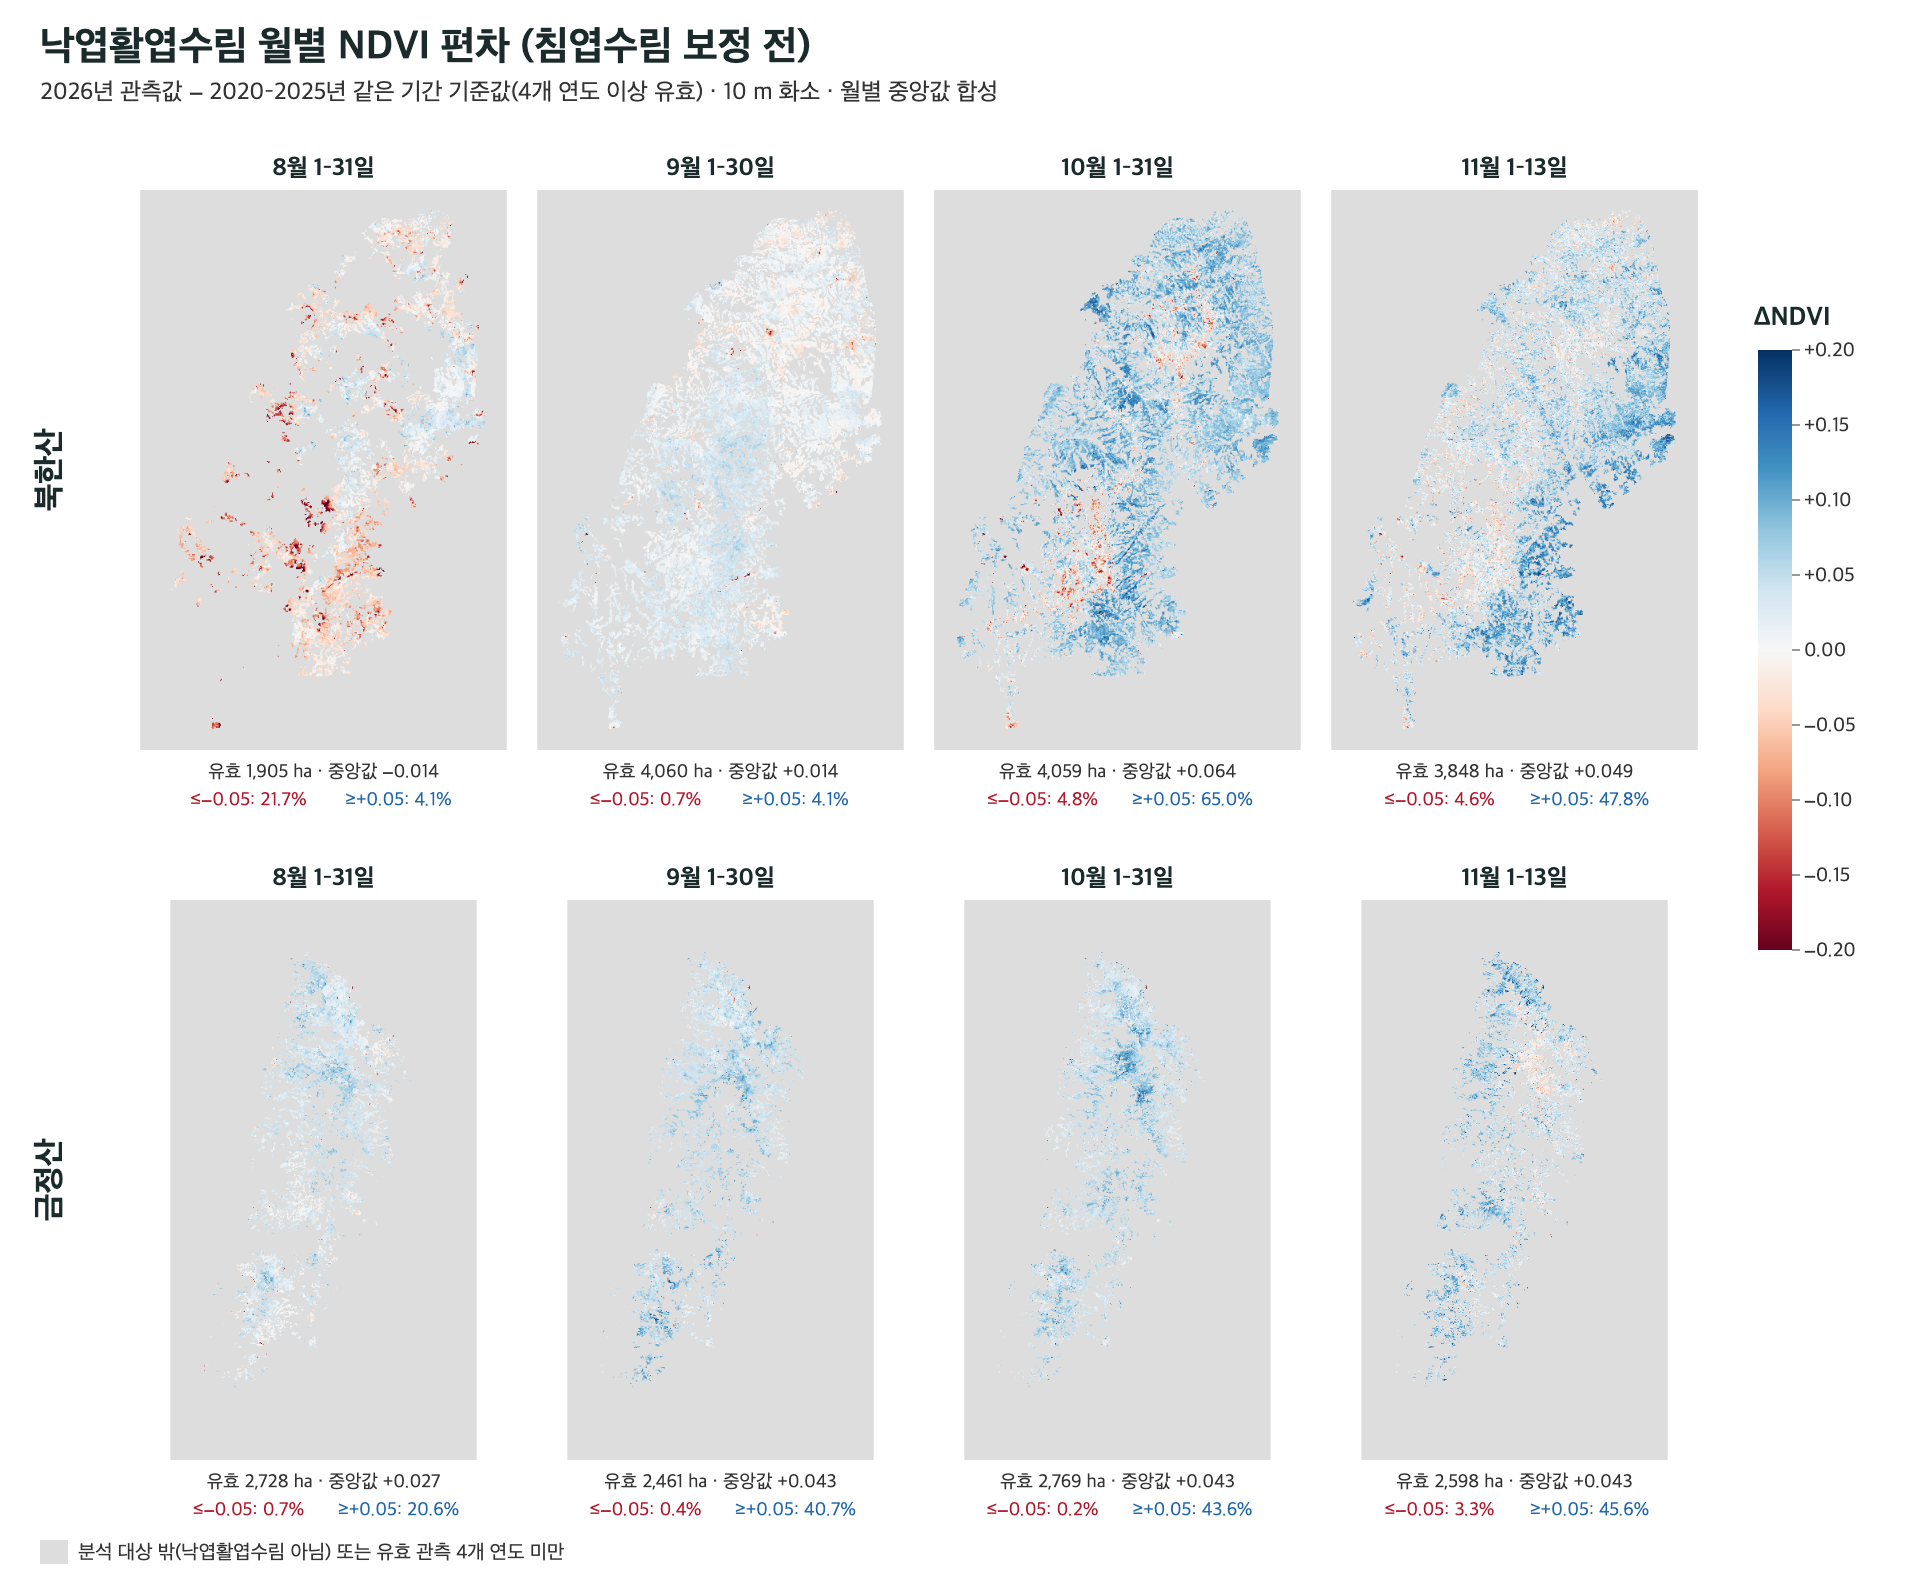 낙엽활엽수림 월별 NDVI 편차 (침엽수림 보정 전)
2026년 관측값 – 2020-2025년 같은 기간 기준값(4개 연도 이상 유효) · 10 m 화소 · 월별 중앙값 합성
북한산
8월 1-31일
9월 1-30일
10월 1-31일
11월 1-13일
유효 1,905 ha · 중앙값 −0.014
≤−0.05: 21.7% ≥+0.05: 4.1%
유효 4,060 ha · 중앙값 +0.014
≤−0.05: 0.7% ≥+0.05: 4.1%
유효 4,059 ha · 중앙값 +0.064
≤−0.05: 4.8% ≥+0.05: 65.0%
유효 3,848 ha · 중앙값 +0.049
≤−0.05: 4.6% ≥+0.05: 47.8%
ΔNDVI
+0.20
+0.15
+0.10
+0.05
0.00
−0.05
−0.10
−0.15
−0.20
금정산
8월 1-31일
9월 1-30일
10월 1-31일
11월 1-13일
유효 2,728 ha · 중앙값 +0.027
≤−0.05: 0.7% ≥+0.05: 20.6%
유효 2,461 ha · 중앙값 +0.043
≤−0.05: 0.4% ≥+0.05: 40.7%
유효 2,769 ha · 중앙값 +0.043
≤−0.05: 0.2% ≥+0.05: 43.6%
유효 2,598 ha · 중앙값 +0.043
≤−0.05: 3.3% ≥+0.05: 45.6%
분석 대상 밖(낙엽활엽수림 아님) 또는 유효 관측 4개 연도 미만